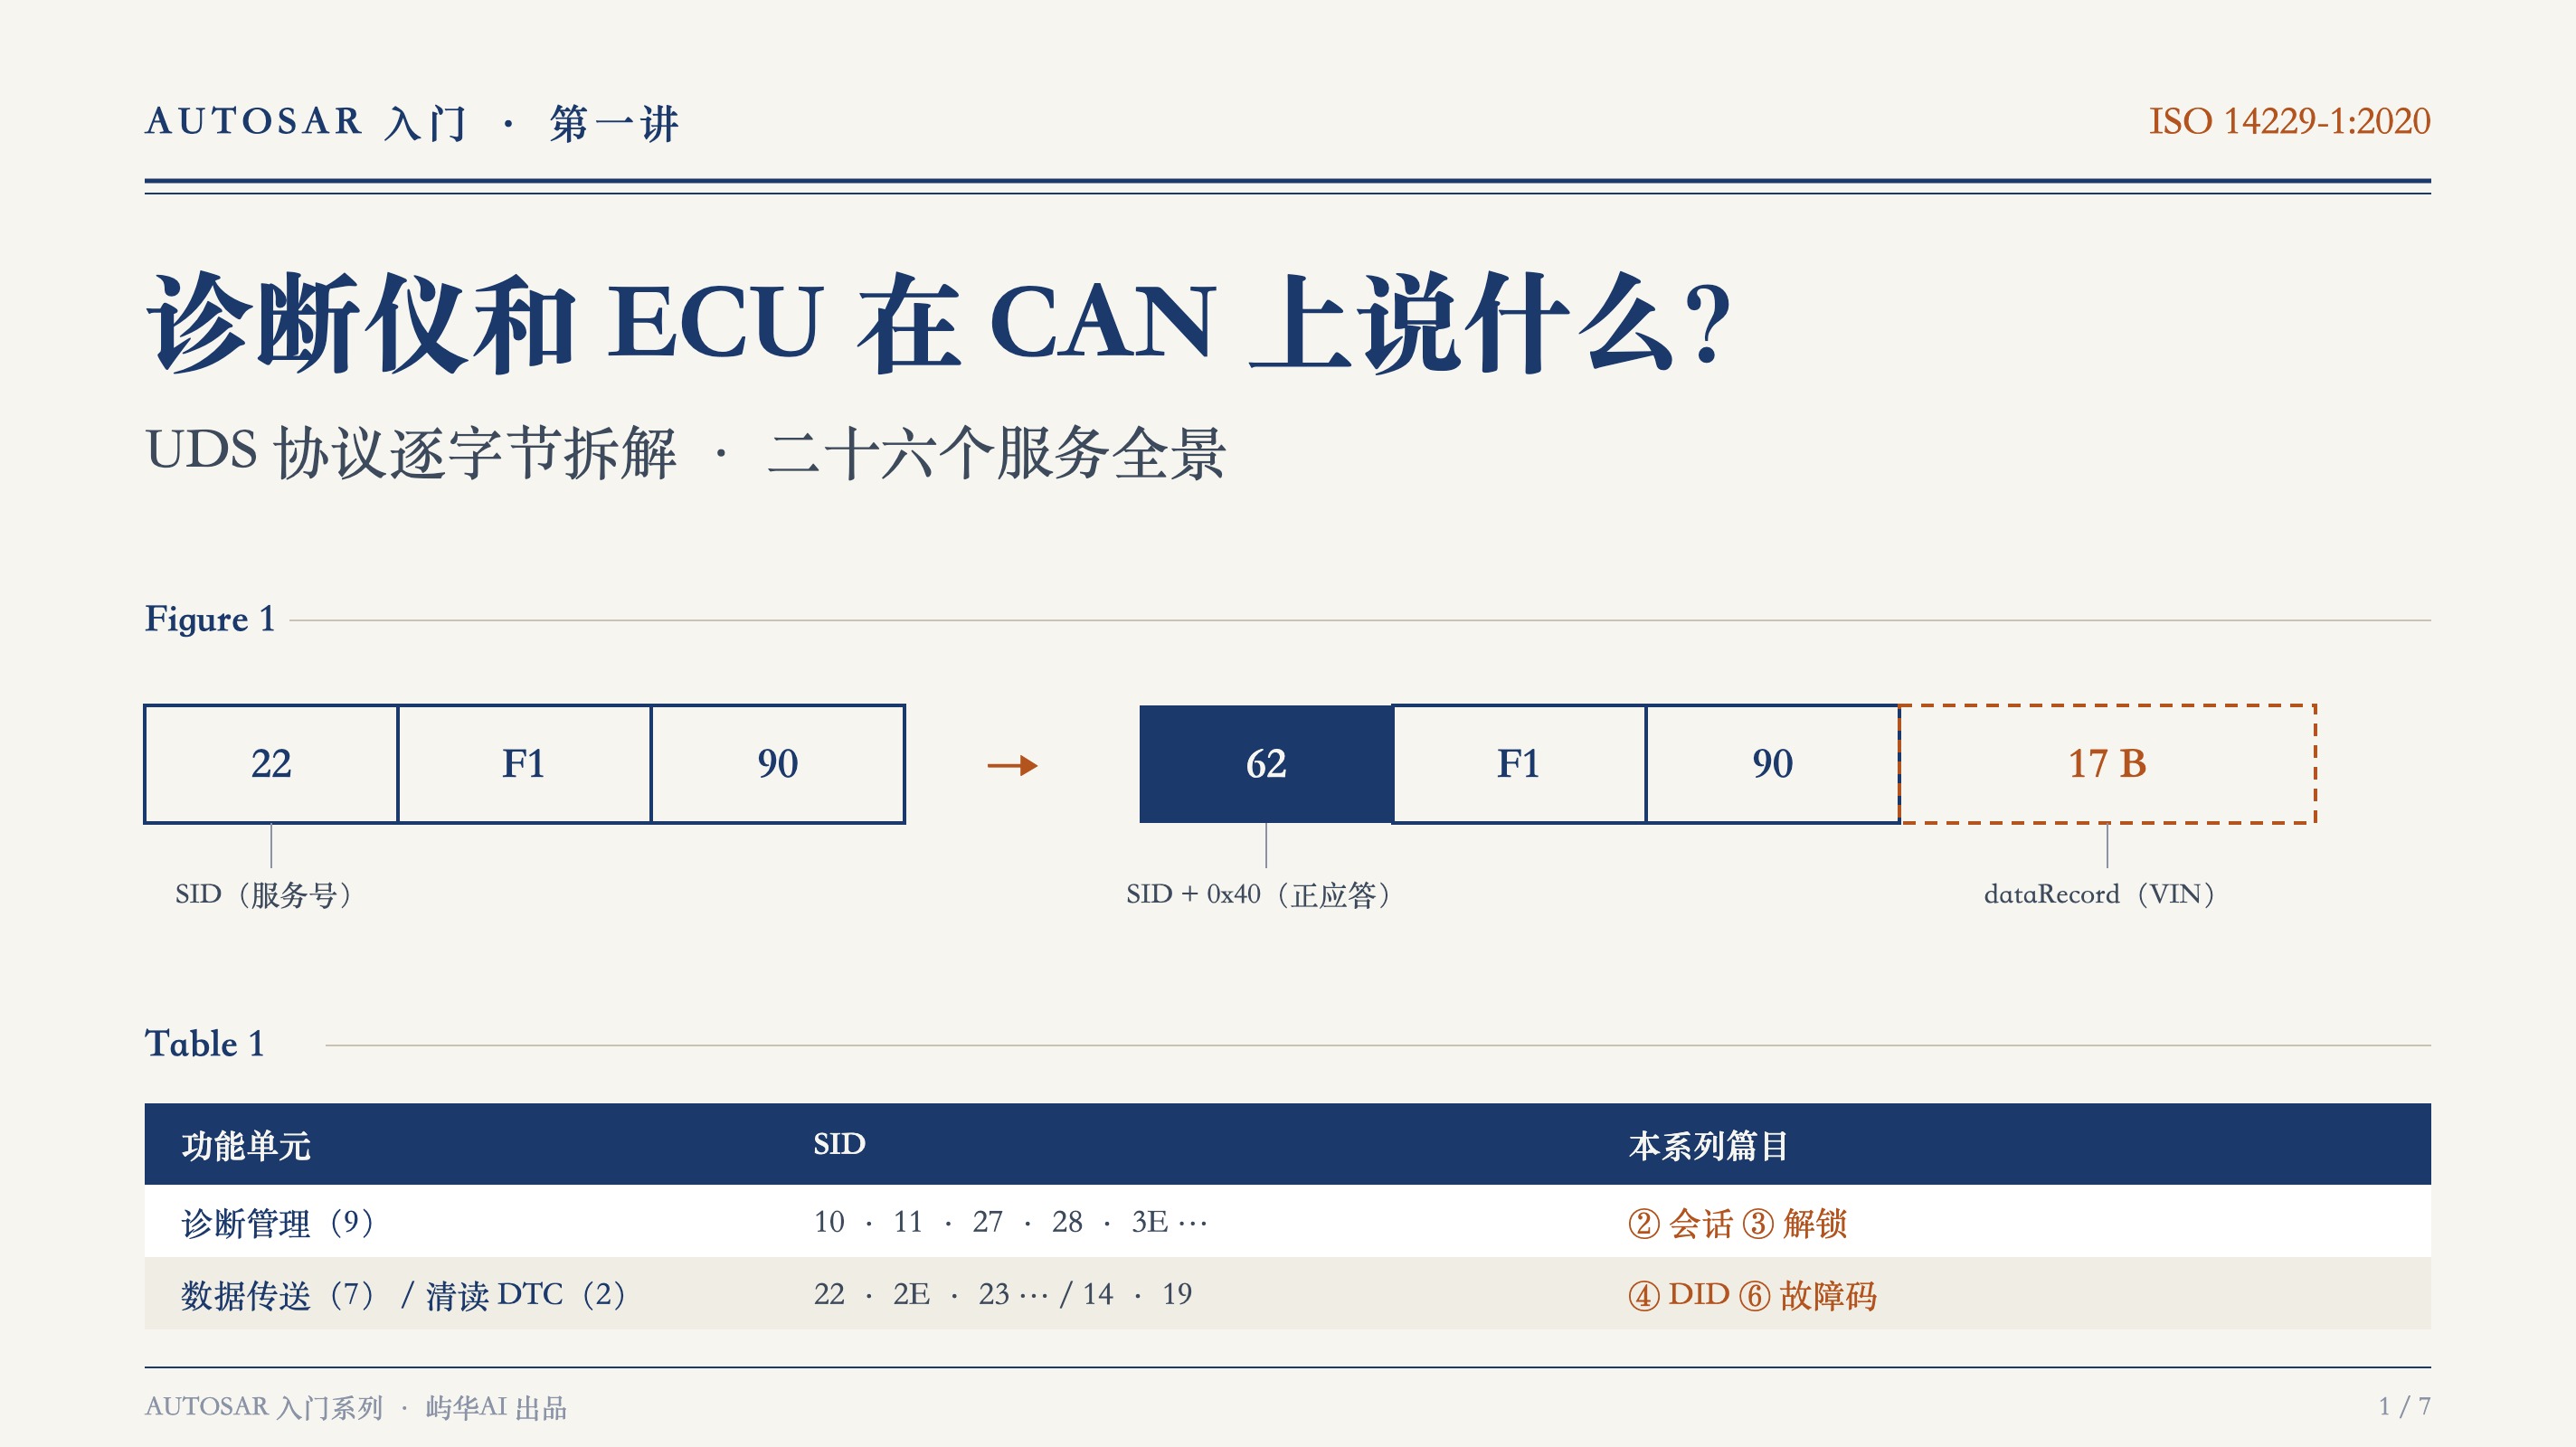 AUTOSAR 入门 · 第一讲
ISO 14229-1:2020
诊断仪和 ECU 在 CAN 上说什么?
UDS 协议逐字节拆解 · 二十六个服务全景
Figure 1
22 F1 90 → 62 F1 90 17 B
SID（服务号） SID + 0x40（正应答） dataRecord（VIN）
Table 1
功能单元 SID 本系列篇目
诊断管理（9） 10 · 11 · 27 · 28 · 3E ··· ② 会话 ③ 解锁
数据传送（7） / 清读 DTC（2） 22 · 2E · 23 ··· / 14 · 19 ④ DID ⑥ 故障码
AUTOSAR 入门系列 · 屿华AI 出品
1 / 7